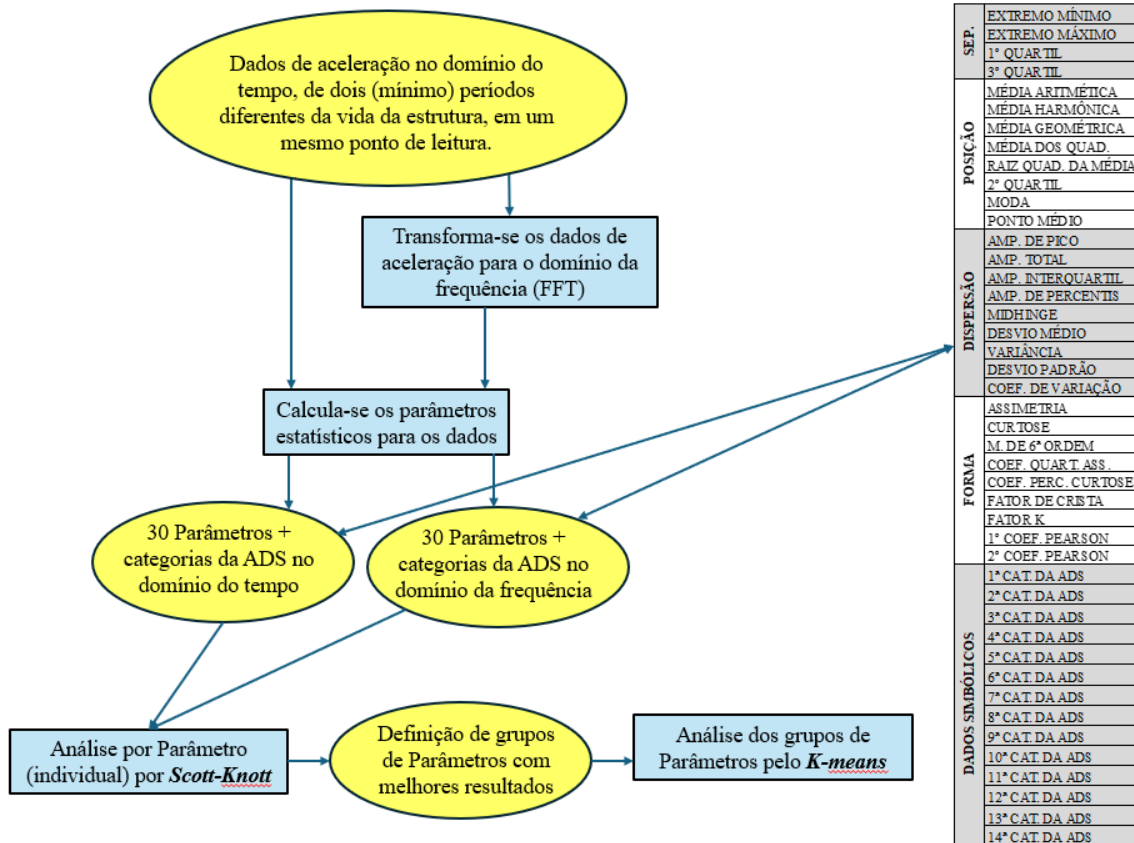 Dados de aceleração no domínio do
tempo, de dois (mínimo) períodos
diferentes da vida da estrutura, em um
mesmo ponto de leitura.
Transforma-se os dados de
aceleração para o domínio da
frequência (FFT)
Calcula-se os parâmetros
estatísticos para os dados
30 Parâmetros +
categorias da ADS no
domínio do tempo
30 Parâmetros +
categorias da ADS no
domínio da frequência
Análise por Parâmetro
(individual) por Scott-Knott
Definição de grupos
de Parâmetros com
melhores resultados
Análise dos grupos de
Parâmetros pelo K-means
SEP.
EXTREMO MÍNIMO
EXTREMO MÁXIMO
1º QUARTIL
3º QUARTIL
POSIÇÃO
MÉDIA ARITMÉTICA
MÉDIA HARMÔNICA
MÉDIA GEOMÉTRICA
MÉDIA DOS QUAD.
RAIZ QUAD. DA MÉDIA
2º QUARTIL
MODA
PONTO MÉDIO
DISPERSÃO
AMP. DE PICO
AMP. TOTAL
AMP. INTERQUARTIL
AMP. DE PERCENTIS
MIDHINGE
DESVIO MÉDIO
VARIÂNCIA
DESVIO PADRÃO
COEF. DE VARIAÇÃO
FORMA
ASSIMETRIA
CURTOSE
M. DE 6ª ORDEM
COEF. QUART. ASS.
COEF. PERC. CURTOSE
FATOR DE CRISTA
FATOR K
1º COEF. PEARSON
2º COEF. PEARSON
DADOS SIMBÓLICOS
1ª CAT. DA ADS
2ª CAT. DA ADS
3ª CAT. DA ADS
4ª CAT. DA ADS
5ª CAT. DA ADS
6ª CAT. DA ADS
7ª CAT. DA ADS
8ª CAT. DA ADS
9ª CAT. DA ADS
10ª CAT. DA ADS
11ª CAT. DA ADS
12ª CAT. DA ADS
13ª CAT. DA ADS
14ª CAT. DA ADS